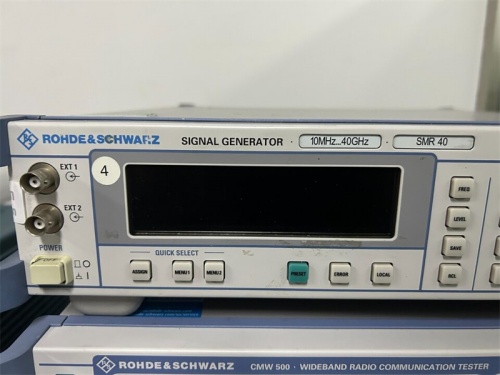 ROHDE&SCHWARZ SIGNAL GENERATOR · 10MHz...40GHz · SMR 40
EXT 1
4
FREQ
EXT 2
LEVEL
POWER
QUICK SELECT
SAVE
ASSIGN MENU1 MENU2 PRESET ERROR LOCAL RCL
ROHDE&SCHWARZ CMW 500 · WIDEBAND RADIO COMMUNICATION TESTER